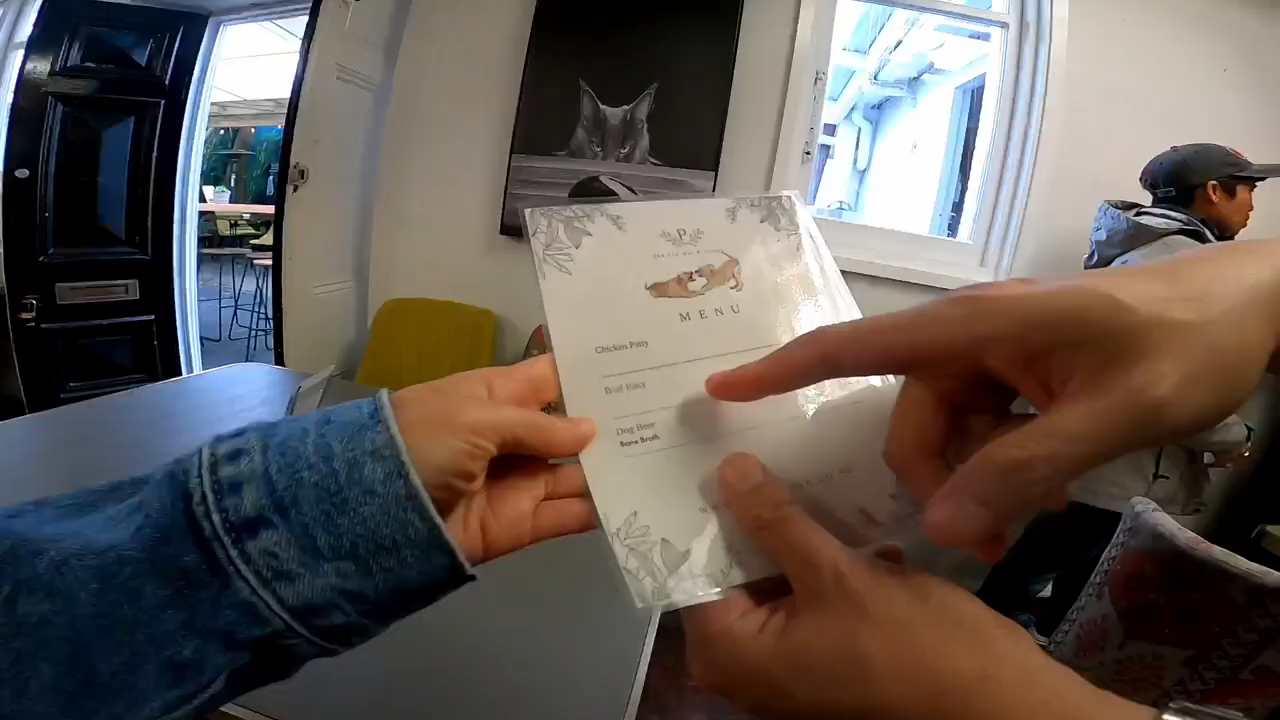 P
MENU
Chicken Patty
Beef Patty
Dog Beer
Bone Broth